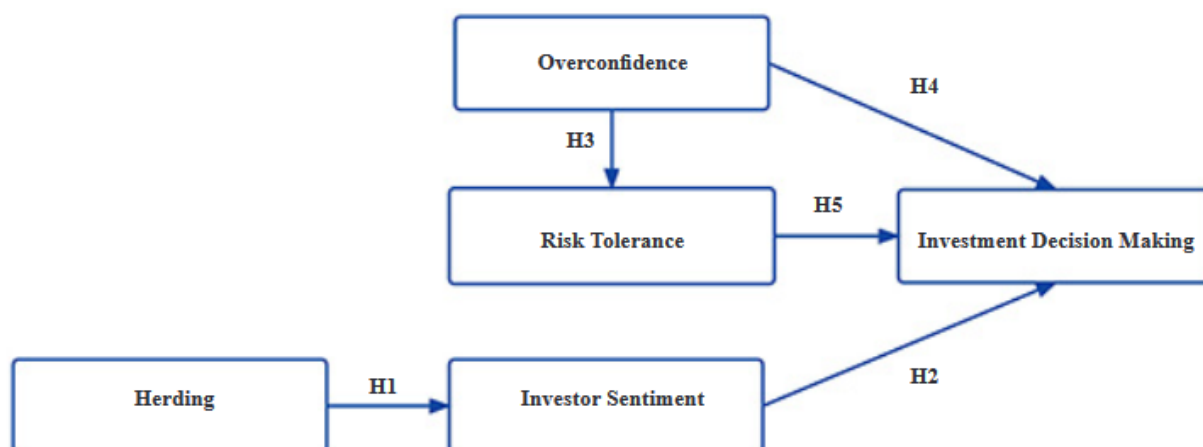 Overconfidence
H4
H3
Risk Tolerance
H5
Investment Decision Making
Herding
H1
Investor Sentiment
H2